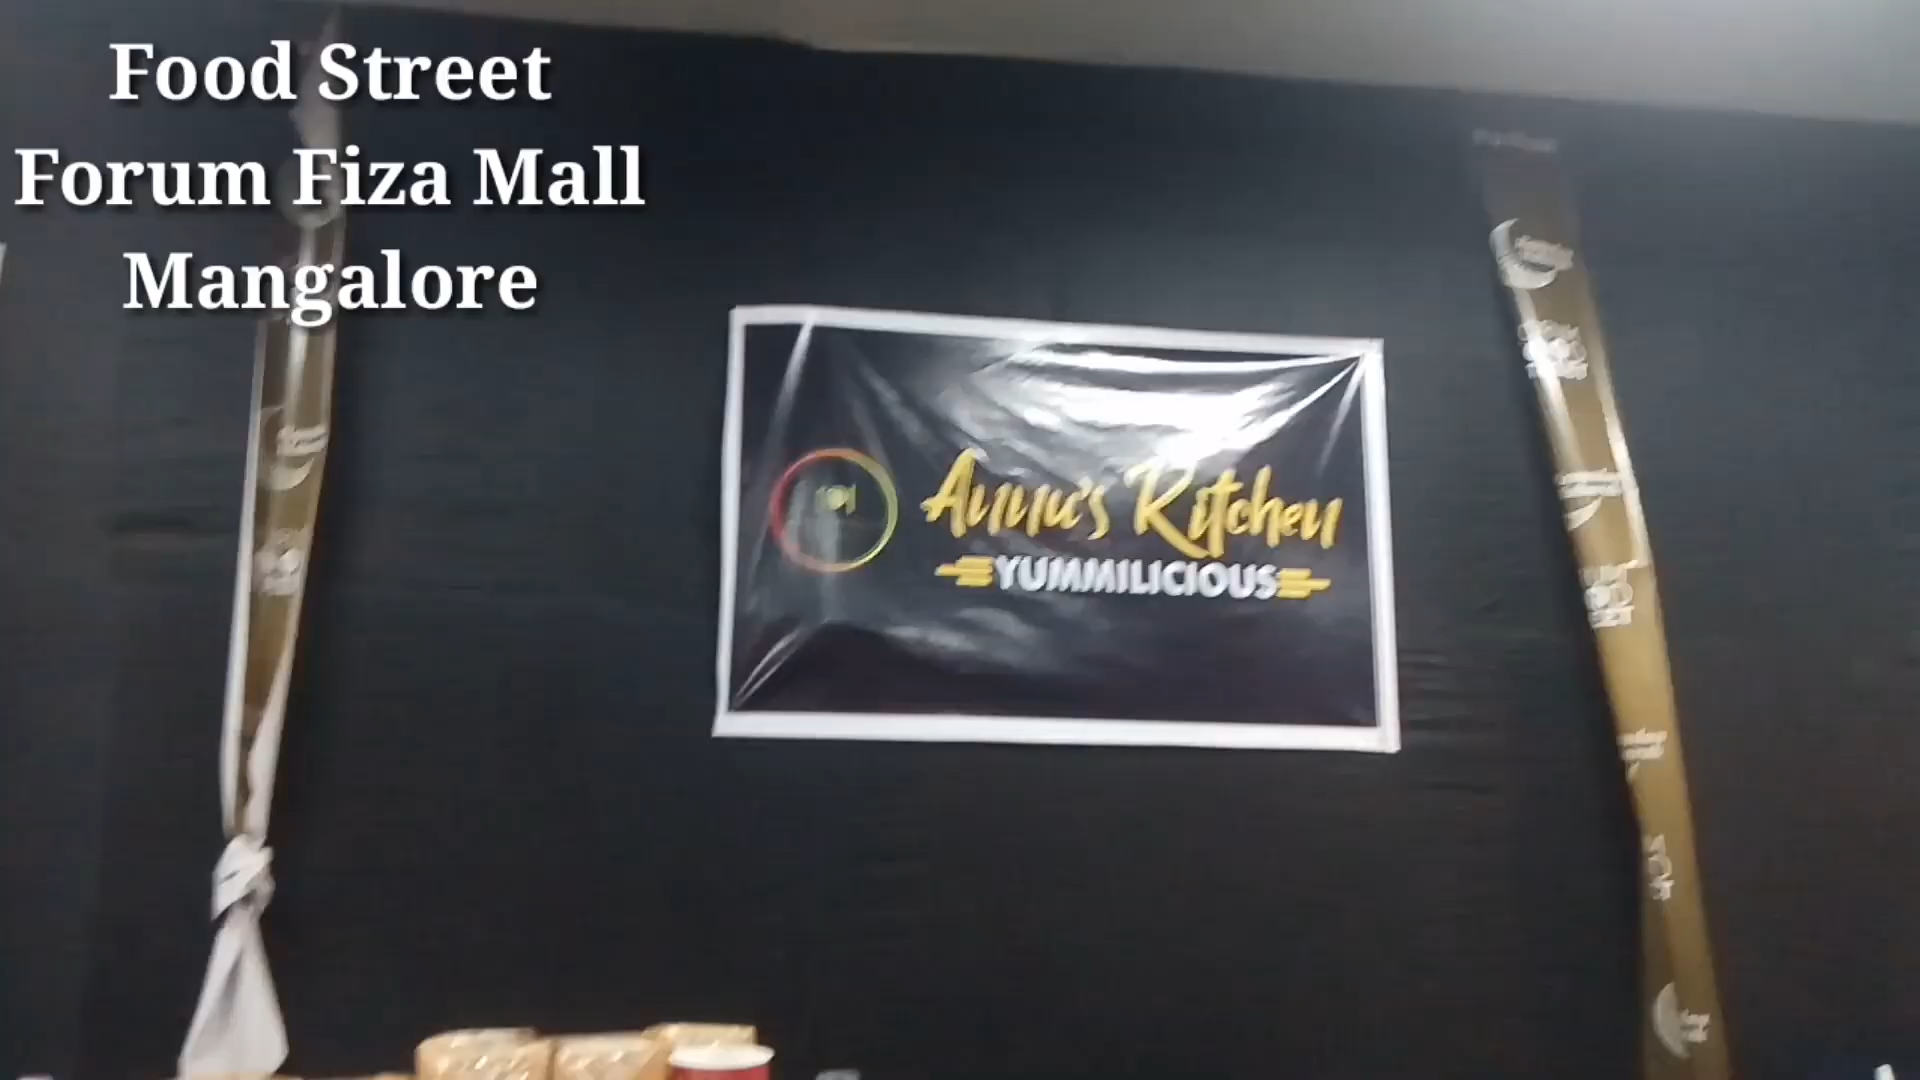 Food Street
Forum Fiza Mall
Mangalore
Annu's Kitchen
YUMMILICIOUS